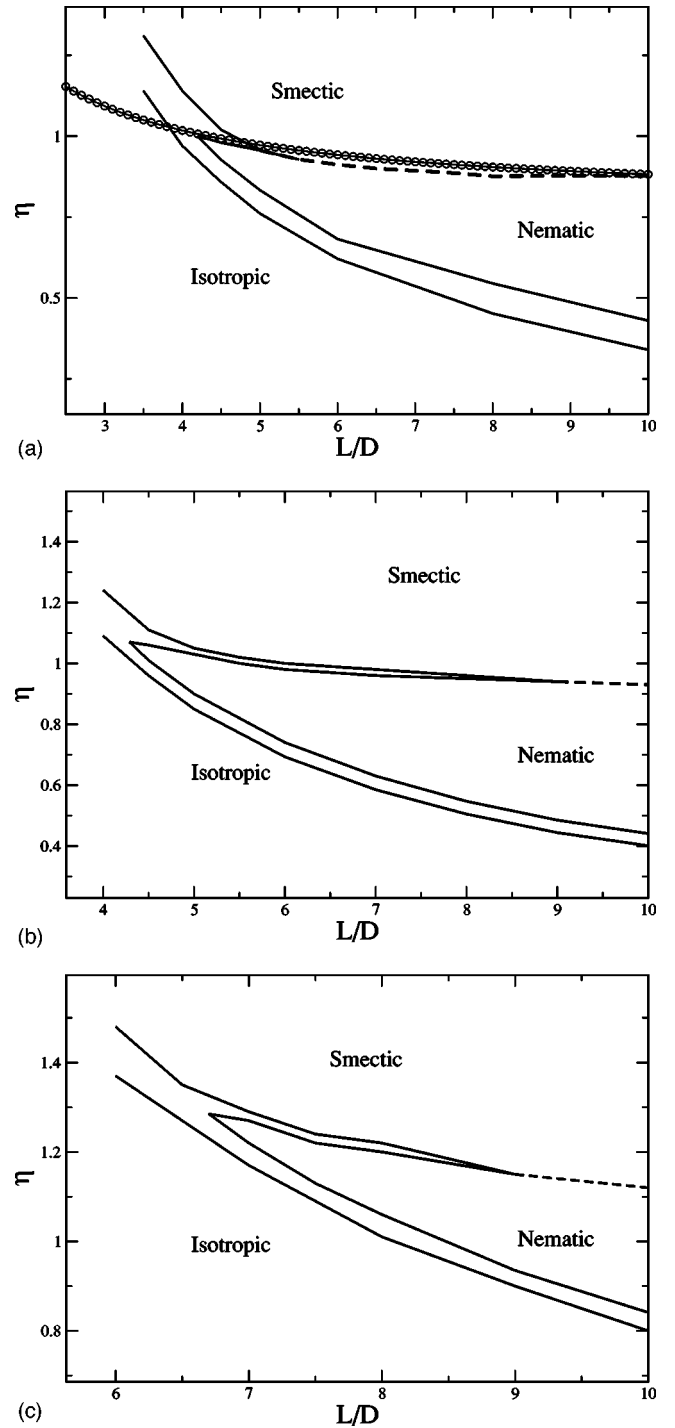 1
0.5
η
Smectic
Nematic
Isotropic
3 4 5 6 7 8 9 10
L/D
(a)
1.4
1.2
1
0.8
0.6
0.4
η
Smectic
Nematic
Isotropic
4 5 6 7 8 9 10
L/D
(b)
1.4
1.2
1
0.8
η
Smectic
Nematic
Isotropic
6 7 8 9 10
L/D
(c)